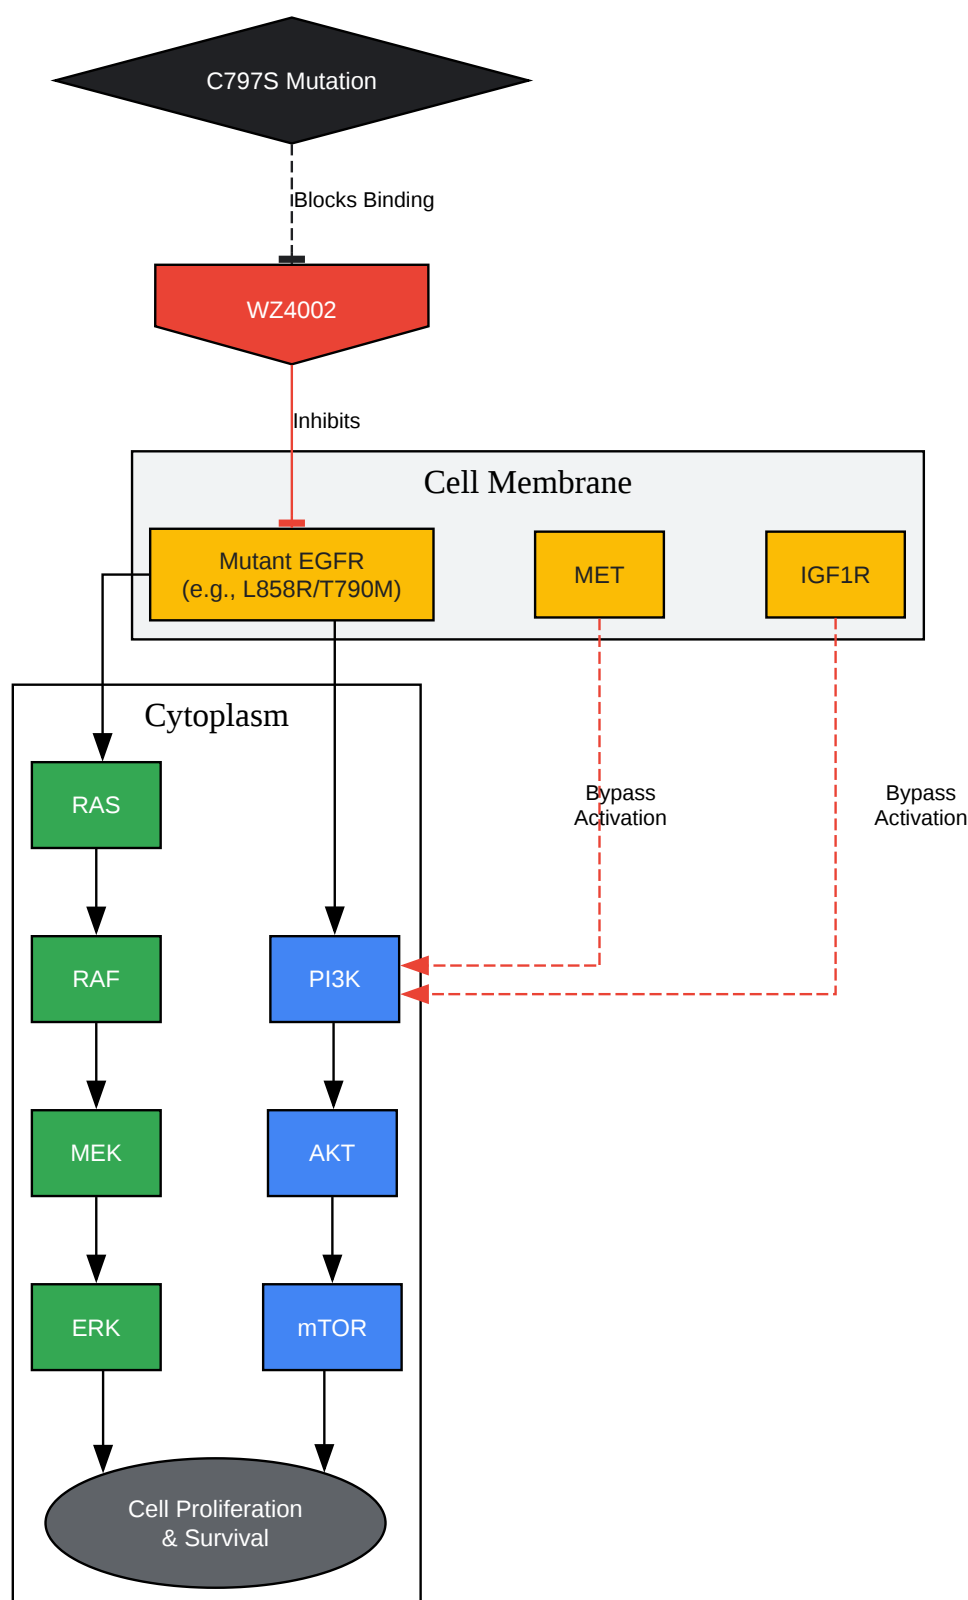 C797S Mutation
Blocks Binding
WZ4002
Inhibits
Cell Membrane
Mutant EGFR
(e.g., L858R/T790M)
MET
IGF1R
Cytoplasm
RAS
Bypass
Activation
Bypass
Activation
RAF
PI3K
MEK
AKT
ERK
mTOR
Cell Proliferation
& Survival